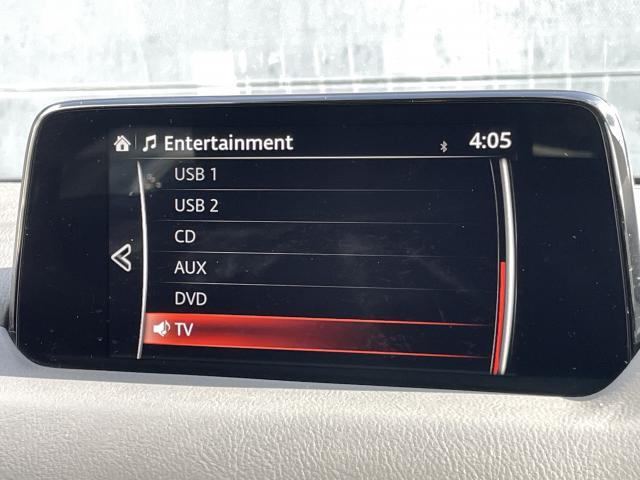 Entertainment 4:05
USB 1
USB 2
CD
AUX
DVD
TV